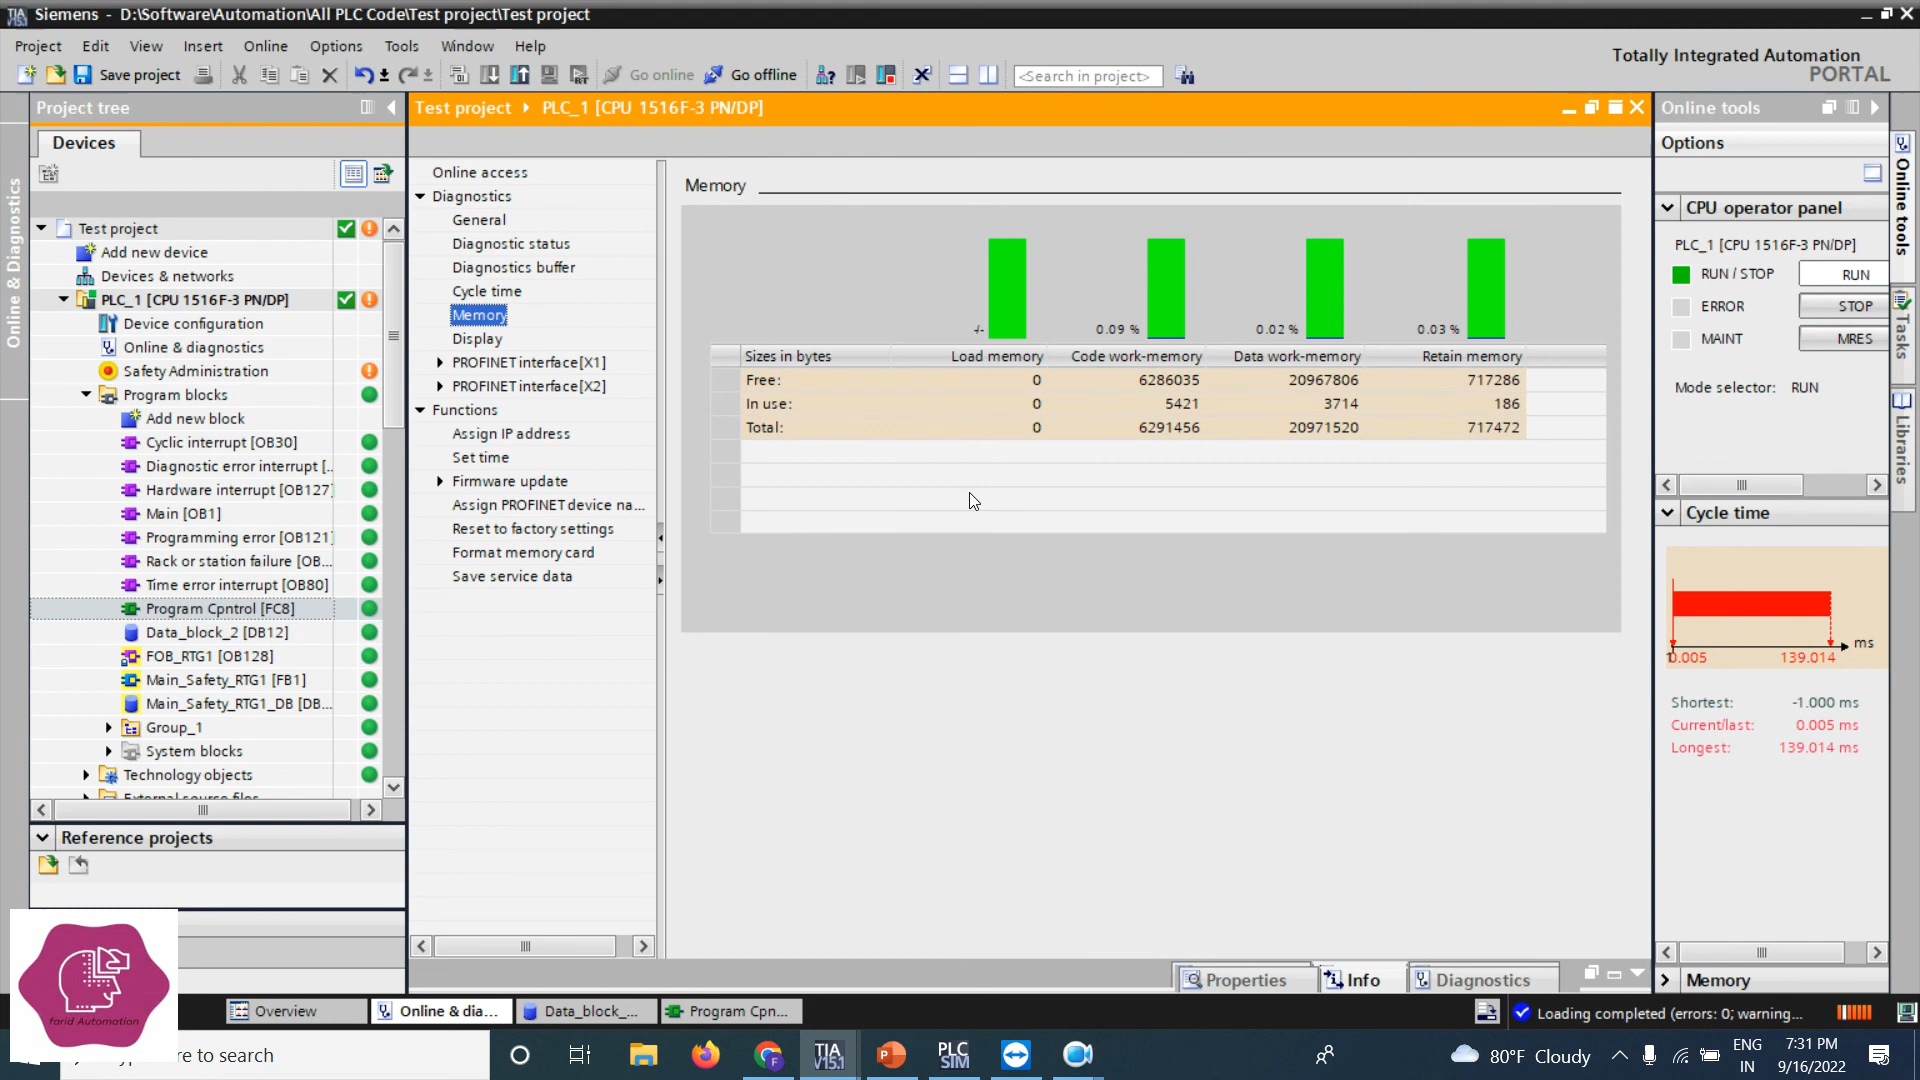 Siemens - D:\Software\Automation\All PLC Code\Test project\Test project
Project Edit View Insert Online Options Tools Window Help
Totally Integrated Automation
PORTAL
Save project
Go online
Go offline
<Search in project>
Project tree
Test project
PLC_1 [CPU 1516F-3 PN/DP]
Online tools
Devices
Options
Online & Diagnostics
Online tools
Tasks
Libraries
Test project
Add new device
Devices & networks
PLC_1 [CPU 1516F-3 PN/DP]
Device configuration
Online & diagnostics
Safety Administration
Program blocks
Add new block
Cyclic interrupt [OB30]
Diagnostic error interrupt [..
Hardware interrupt [OB127]
Main [OB1]
Programming error [OB121]
Rack or station failure [OB...
Time error interrupt [OB80]
Program Cpntrol [FC8]
Data_block_2 [DB12]
FOB_RTG1 [OB128]
Main_Safety_RTG1 [FB1]
Main_Safety_RTG1_DB [DB...
Group_1
System blocks
Technology objects
External source files
Reference projects
Online access
Diagnostics
General
Diagnostic status
Diagnostics buffer
Cycle time
Memory
Display
PROFINET interface[X1]
PROFINET interface[X2]
Functions
Assign IP address
Set time
Firmware update
Assign PROFINET device na...
Reset to factory settings
Format memory card
Save service data
Memory
-/- 0.09 % 0.02 % 0.03 %
Sizes in bytes Load memory Code work-memory Data work-memory Retain memory
Free: 0 6286035 20967806 717286
In use: 0 5421 3714 186
Total: 0 6291456 20971520 717472
CPU operator panel
PLC_1 [CPU 1516F-3 PN/DP]
RUN / STOP RUN
ERROR STOP
MAINT MRES
Mode selector: RUN
Cycle time
ms
0.005 139.014
Shortest: -1.000 ms
Current/last: 0.005 ms
Longest: 139.014 ms
Memory
Properties Info Diagnostics
Overview
Online & dia...
Data_block_...
Program Cpn...
Loading completed (errors: 0; warning...
farid Automation
re to search
TIA V15.1
PLC SIM
80°F Cloudy
ENG
IN
7:31 PM
9/16/2022